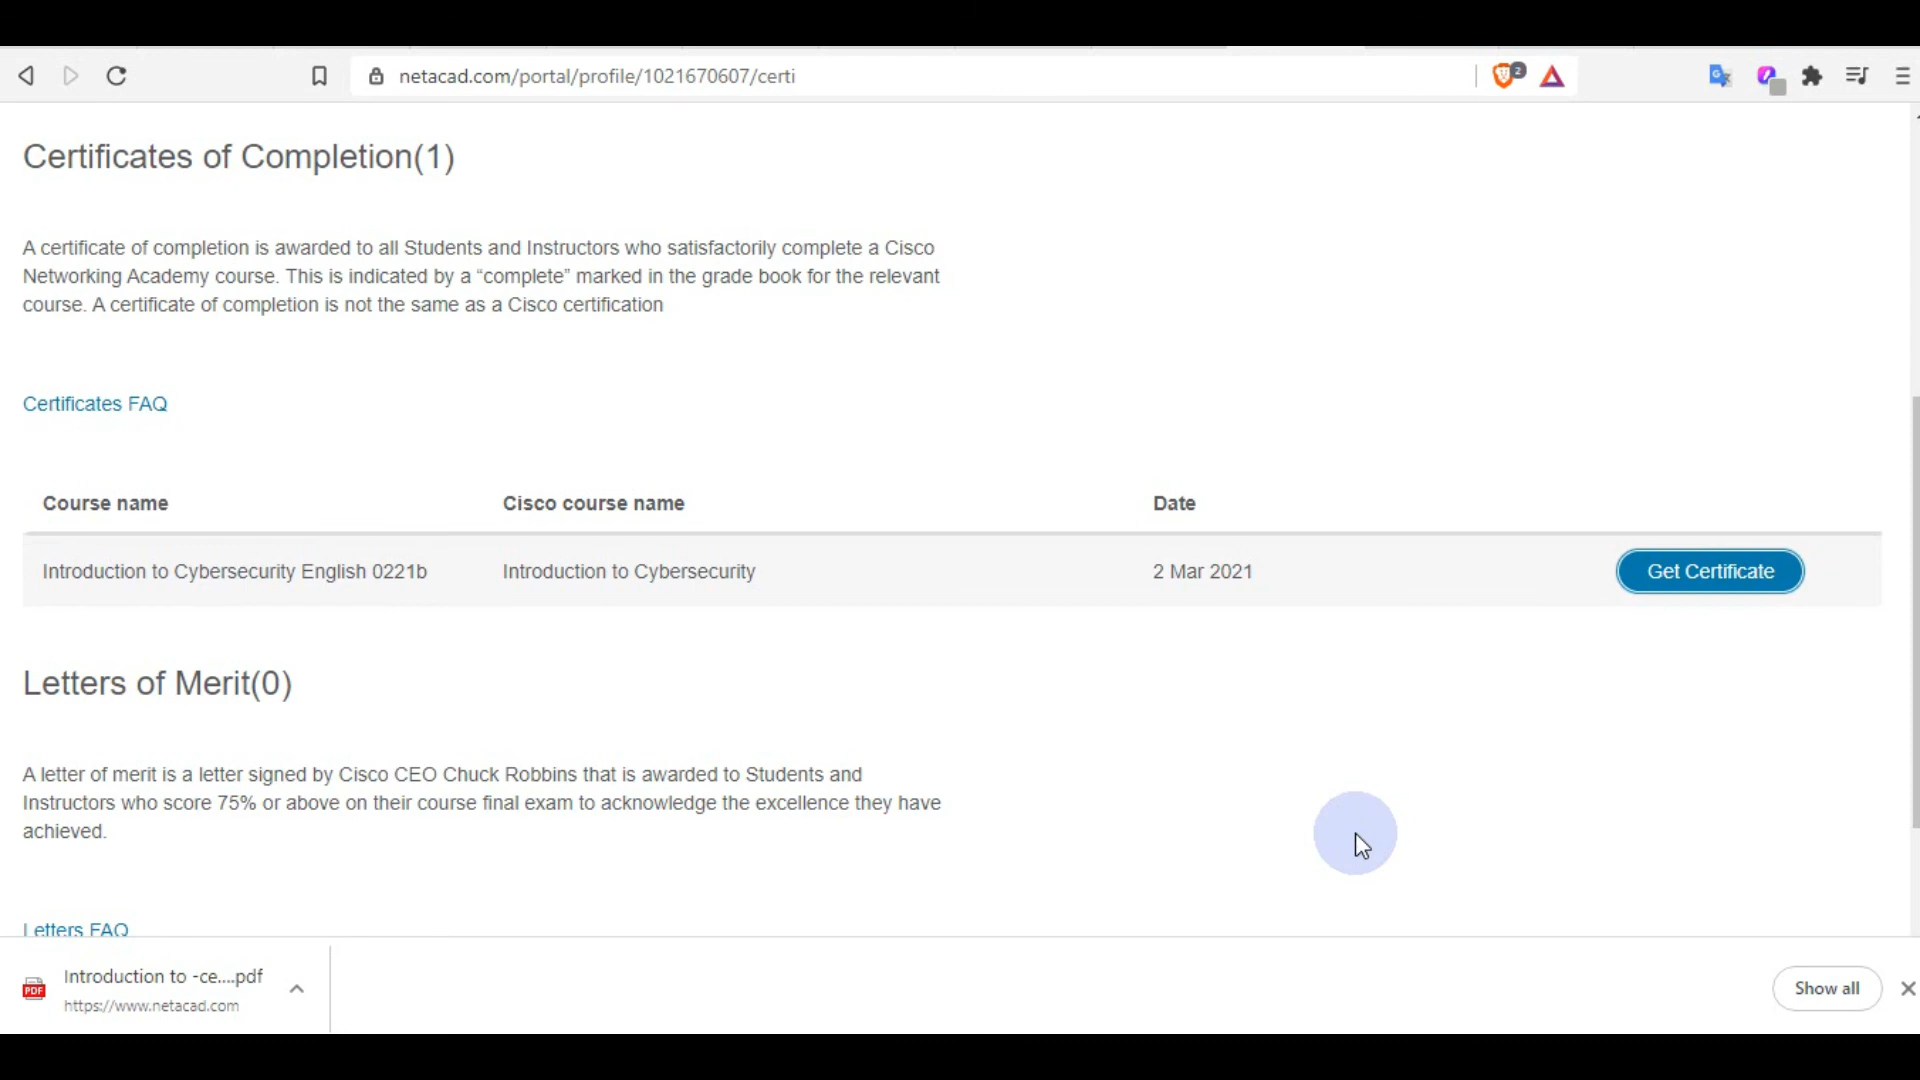 netacad.com/portal/profile/1021670607/certi
2
Certificates of Completion(1)
A certificate of completion is awarded to all Students and Instructors who satisfactorily complete a Cisco
Networking Academy course. This is indicated by a “complete” marked in the grade book for the relevant
course. A certificate of completion is not the same as a Cisco certification
Certificates FAQ
Course name Cisco course name Date
Introduction to Cybersecurity English 0221b Introduction to Cybersecurity 2 Mar 2021 Get Certificate
Letters of Merit(0)
A letter of merit is a letter signed by Cisco CEO Chuck Robbins that is awarded to Students and
Instructors who score 75% or above on their course final exam to acknowledge the excellence they have
achieved.
Letters FAQ
PDF
Introduction to -ce....pdf
https://www.netacad.com
Show all